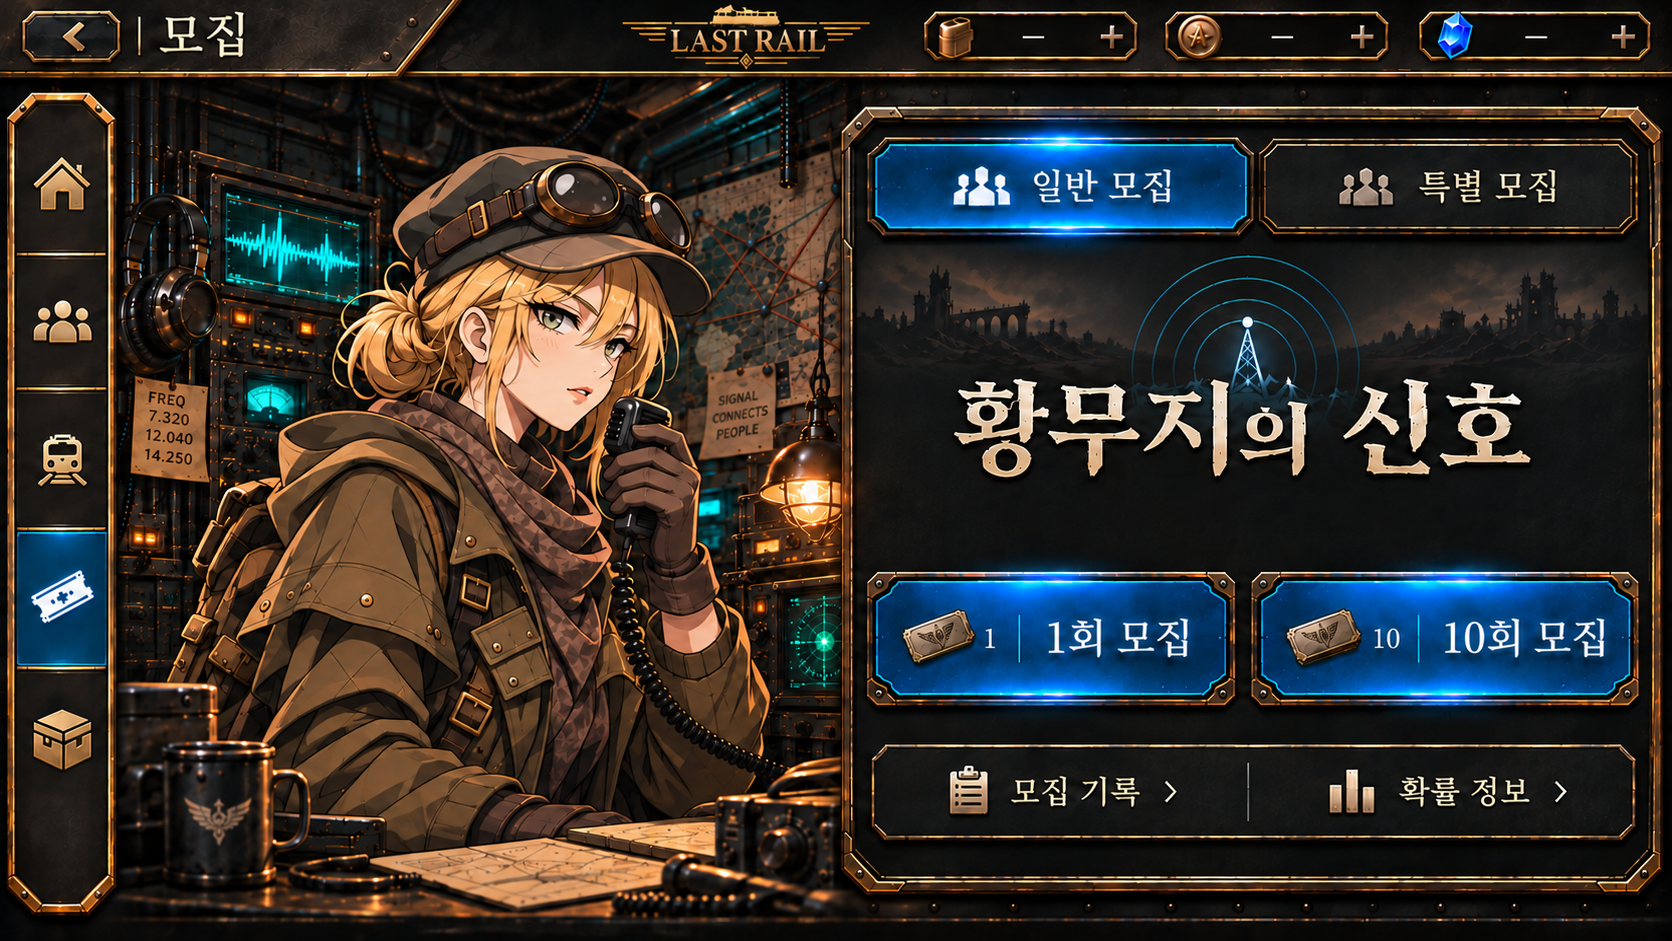 모집
LAST RAIL
일반 모집
특별 모집
FREQ
7.320
12.040
14.250
SIGNAL
CONNECTS
PEOPLE
황무지의 신호
1
1회 모집
10
10회 모집
모집 기록
확률 정보